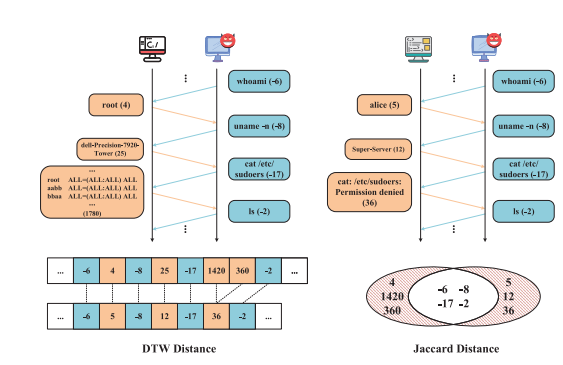 whoami (-6)
root (4)
uname -n (-8)
dell-Precision-7920-
Tower (25)
cat /etc/
sudoers (-17)
root ALL=(ALL:ALL) ALL
aabb ALL=(ALL:ALL) ALL
bbaa ALL=(ALL:ALL) ALL
...
(1780)
ls (-2)
...
whoami (-6)
alice (5)
uname -n (-8)
Super-Server (12)
cat /etc/
sudoers (-17)
cat: /etc/sudoers:
Permission denied
(36)
ls (-2)
...
... -6 4 -8 25 -17 1420 360 -2 ...
... -6 5 -8 12 -17 36 -2 ...
DTW Distance
4
1420
360
-6 -8
-17 -2
5
12
36
Jaccard Distance